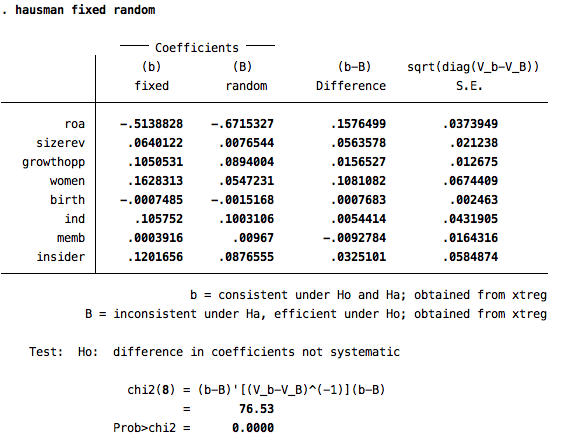 . hausman fixed random
Coefficients
(b) (B) (b-B) sqrt(diag(V_b-V_B))
fixed random Difference S.E.
roa -.5138828 -.6715327 .1576499 .0373949
sizerev .0640122 .0076544 .0563578 .021238
growthopp .1050531 .0894004 .0156527 .012675
women .1628313 .0547231 .1081082 .0674409
birth -.0007485 -.0015168 .0007683 .002463
ind .105752 .1003106 .0054414 .0431905
memb .0003916 .00967 -.0092784 .0164316
insider .1201656 .0876555 .0325101 .0584874
b = consistent under Ho and Ha; obtained from xtreg
B = inconsistent under Ha, efficient under Ho; obtained from xtreg
Test: Ho: difference in coefficients not systematic
chi2(8) = (b-B)'[(V_b-V_B)^(-1)](b-B)
= 76.53
Prob>chi2 = 0.0000